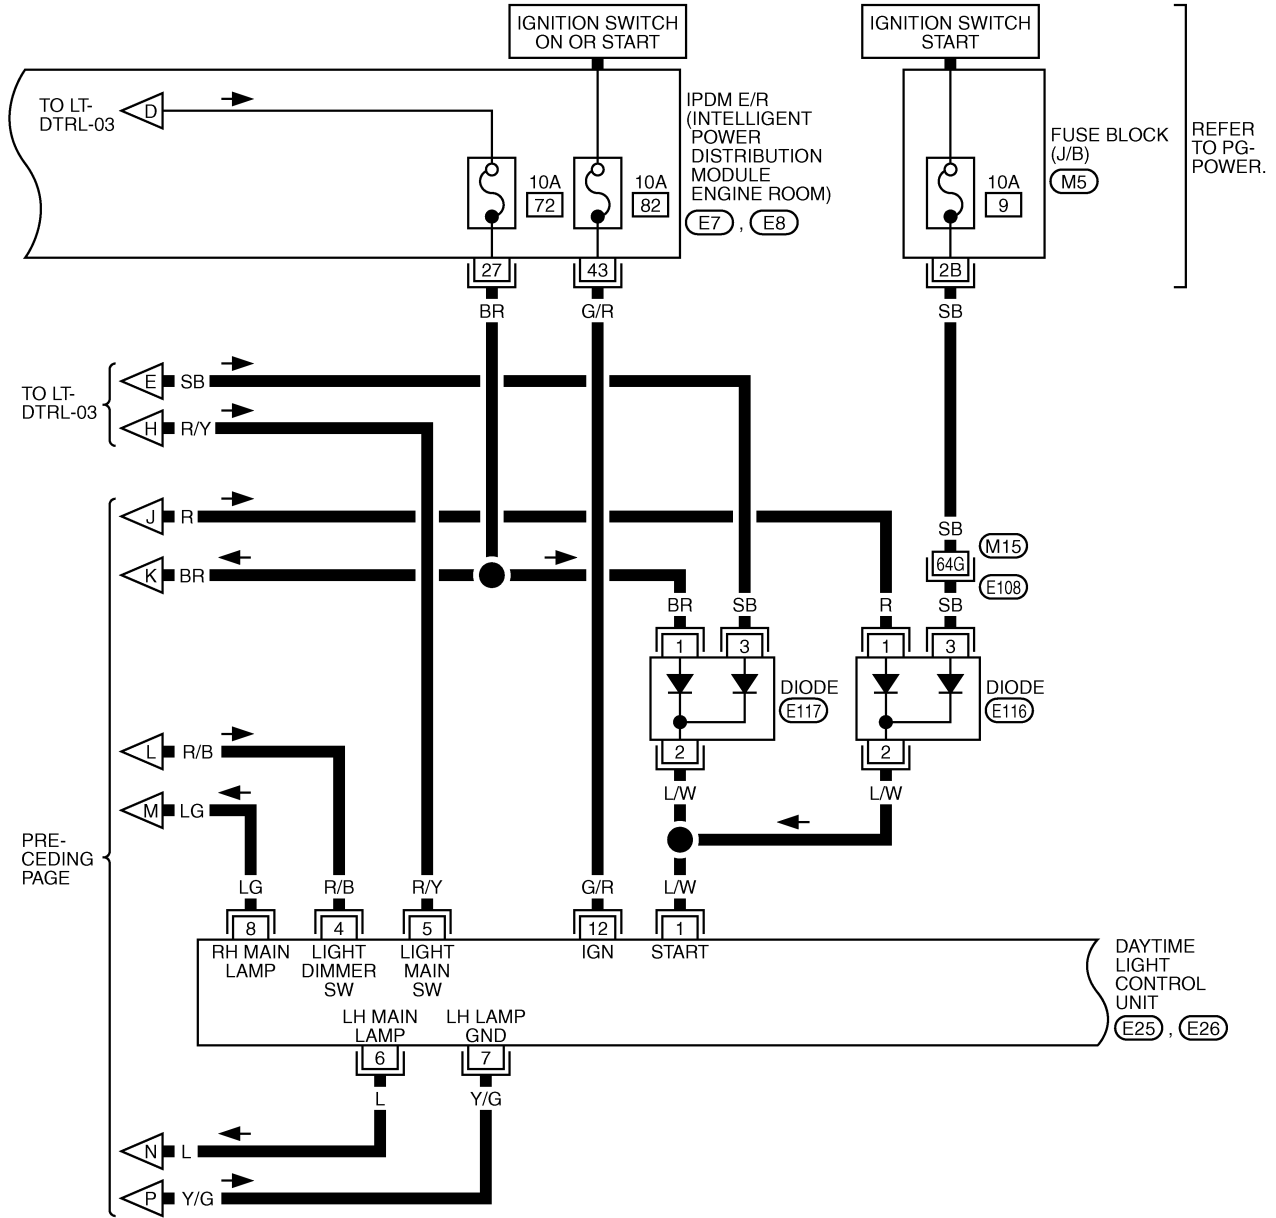 IGNITION SWITCH
ON OR START
IGNITION SWITCH
START
TO LT-
DTRL-03
D
IPDM E/R
(INTELLIGENT
POWER
DISTRIBUTION
MODULE
ENGINE ROOM)
E7 , E8
10A
72
10A
82
10A
9
FUSE BLOCK
(J/B)
M5
REFER
TO PG-
POWER.
27
43
2B
BR
G/R
SB
TO LT-
DTRL-03
E SB
H R/Y
J R
K BR
SB
M15
64G
E108
BR
SB
R
SB
1
3
1
3
DIODE
E117
DIODE
E116
2
2
L/W
L/W
L R/B
M LG
PRE-
CEDING
PAGE
LG
R/B
R/Y
G/R
L/W
8
4
5
12
1
RH MAIN
LAMP
LIGHT
DIMMER
SW
LIGHT
MAIN
SW
IGN
START
DAYTIME
LIGHT
CONTROL
UNIT
E25 , E26
LH MAIN
LAMP
LH LAMP
GND
6
7
L
Y/G
N L
P Y/G